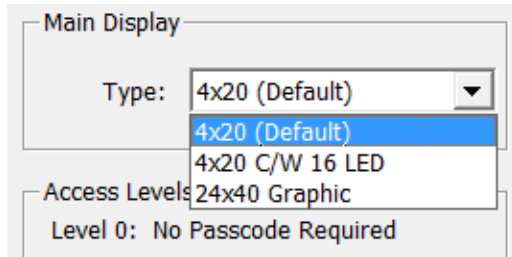 Main Display
Type: 4x20 (Default)
4x20 (Default)
4x20 C/W 16 LED
24x40 Graphic
Access Levels
Level 0: No Passcode Required